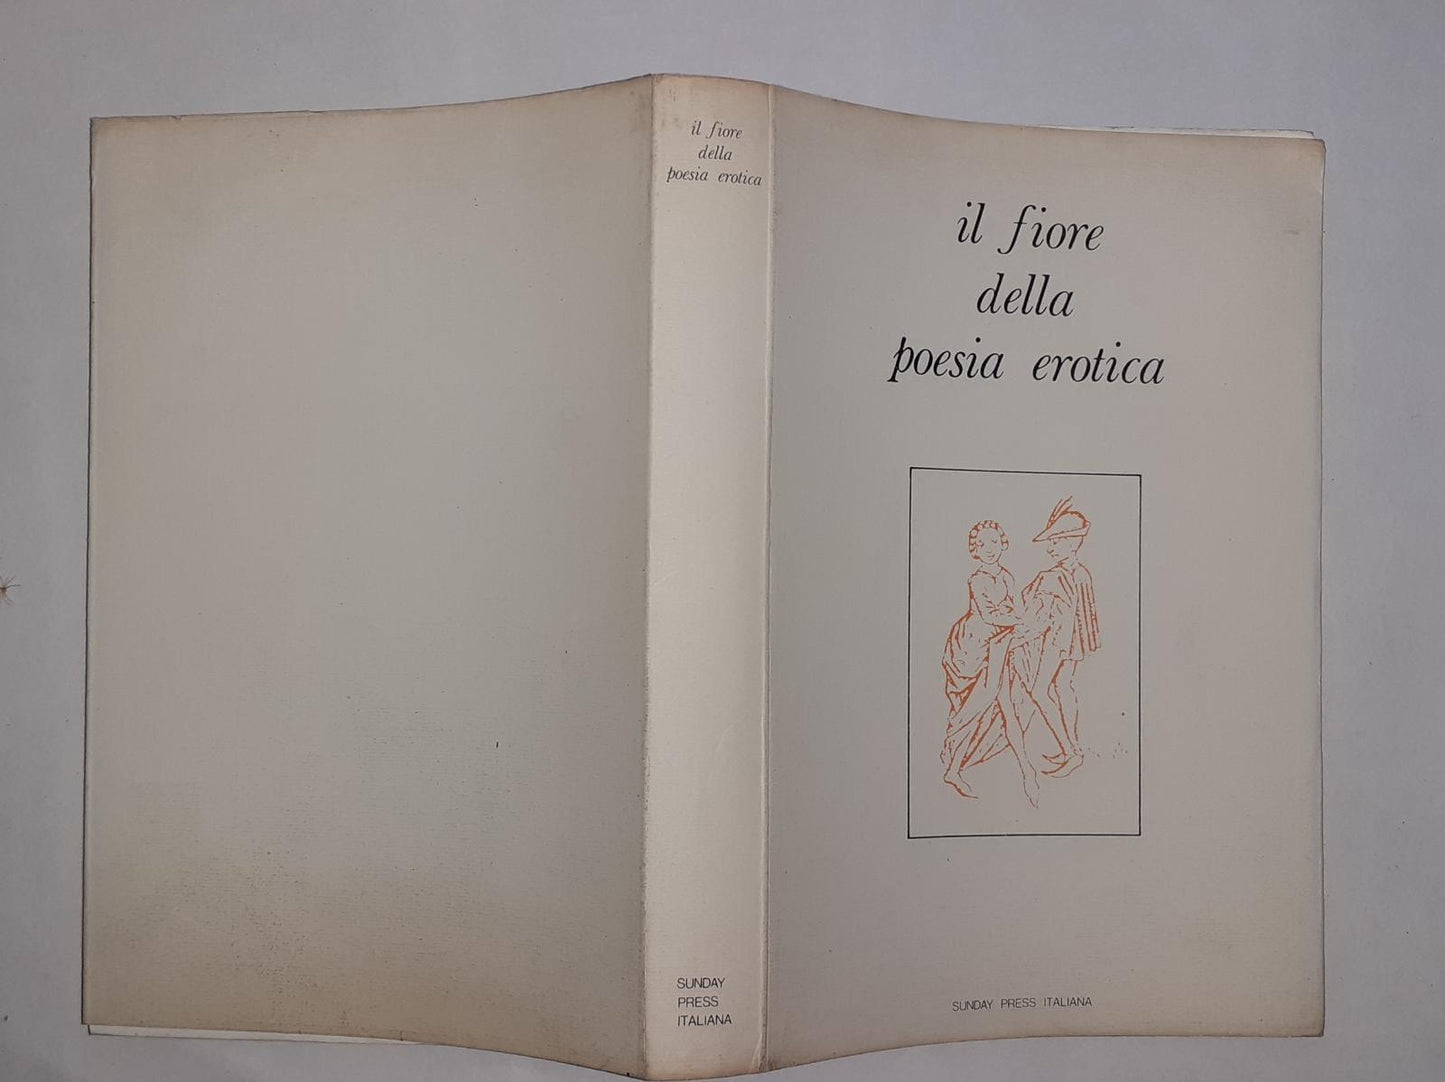 il fiore
della
poesia erotica
SUNDAY
PRESS
ITALIANA
il fiore
della
poesia erotica
SUNDAY PRESS ITALIANA